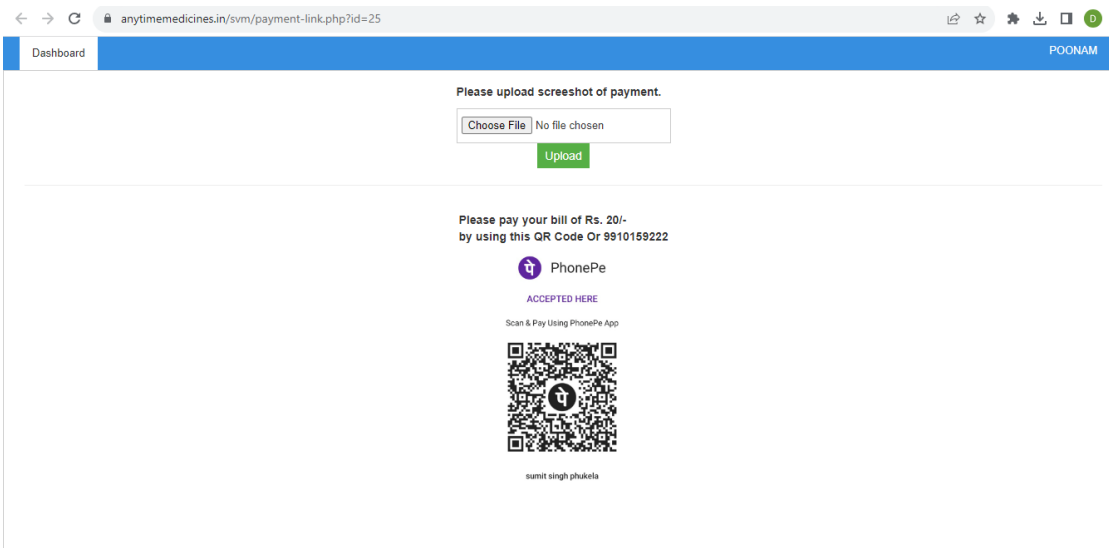 anytimemedicines.in/svm/payment-link.php?id=25
D
Dashboard
POONAM
Please upload screeshot of payment.
Choose File No file chosen
Upload
Please pay your bill of Rs. 20/-
by using this QR Code Or 9910159222
पे PhonePe
ACCEPTED HERE
Scan & Pay Using PhonePe App
पे
sumit singh phukela